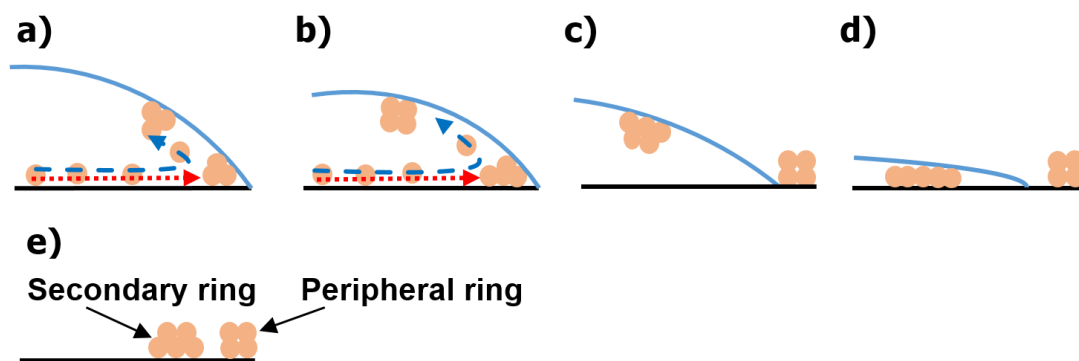 a)
b)
c)
d)
e)
Secondary ring
Peripheral ring